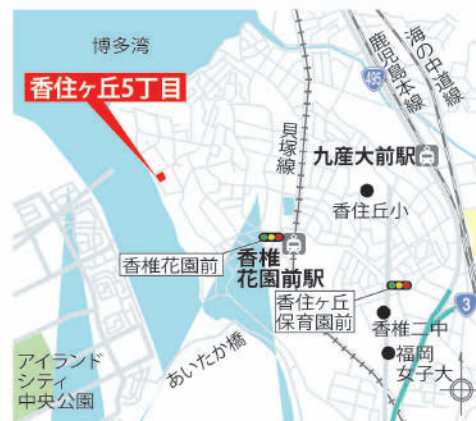 博多湾
香住ヶ丘5丁目
495
鹿児島本線
海の中道線
貝塚線
九産大前駅
香住丘小
香椎花園前
香椎
花園前駅
香住ヶ丘
保育園前
3
香椎二中
福岡
女子大
あいたか橋
アイランド
シティ
中央公園